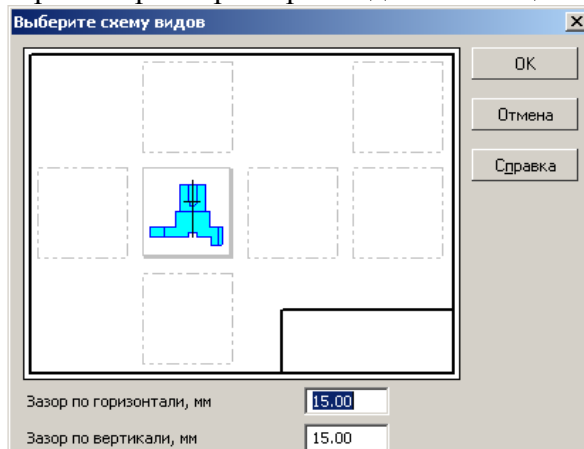 Выберите схему видов
OK
Отмена
Справка
Зазор по горизонтали, мм 15.00
Зазор по вертикали, мм 15.00